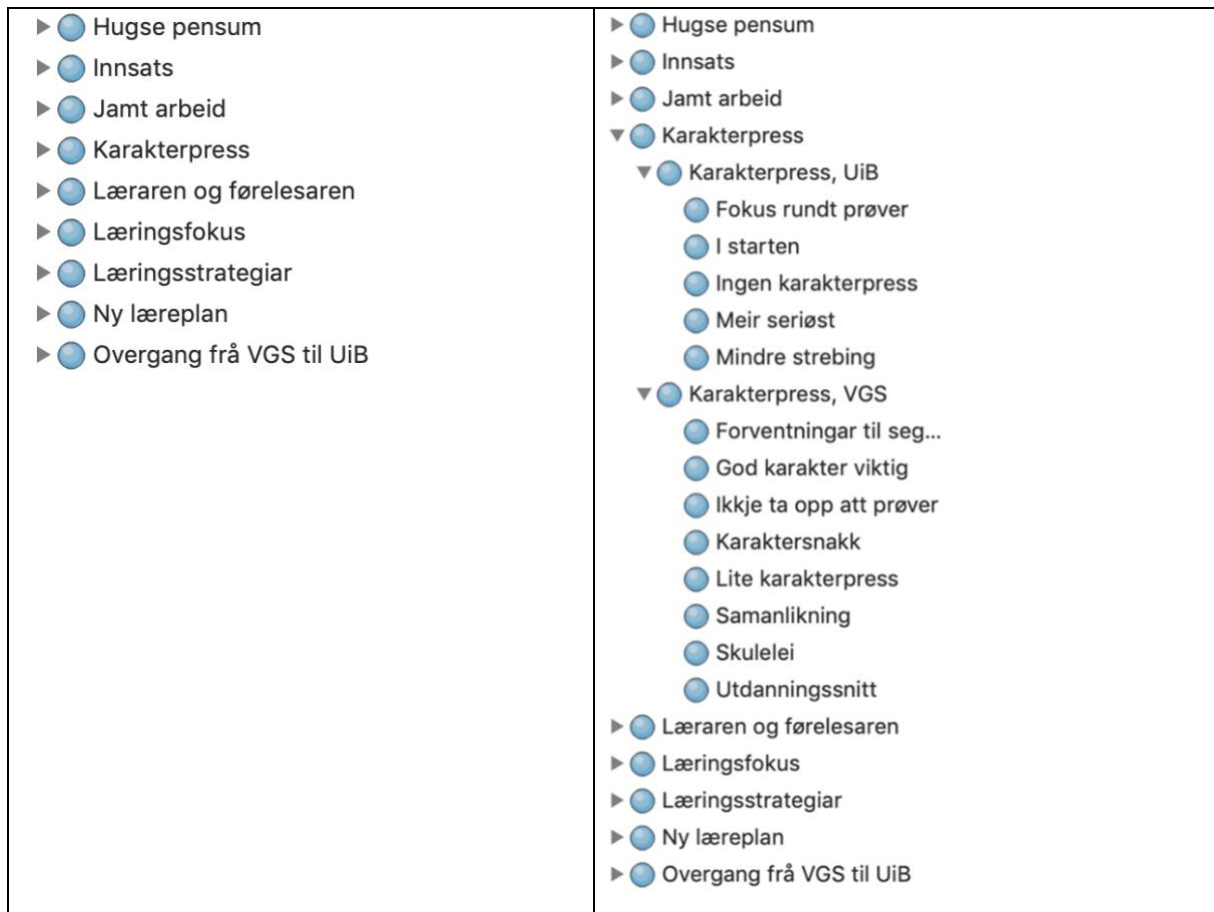 Hugse pensum
Innsats
Jamt arbeid
Karakterpress
Læraren og førelesaren
Læringsfokus
Læringsstrategiar
Ny læreplan
Overgang frå VGS til UiB
Hugse pensum
Innsats
Jamt arbeid
Karakterpress
Karakterpress, UiB
Fokus rundt prøver
I starten
Ingen karakterpress
Meir seriøst
Mindre strebing
Karakterpress, VGS
Forventningar til seg...
God karakter viktig
Ikkje ta opp att prøver
Karaktersnakk
Lite karakterpress
Samanlikning
Skulelei
Utdanningssnitt
Læraren og førelesaren
Læringsfokus
Læringsstrategiar
Ny læreplan
Overgang frå VGS til UiB